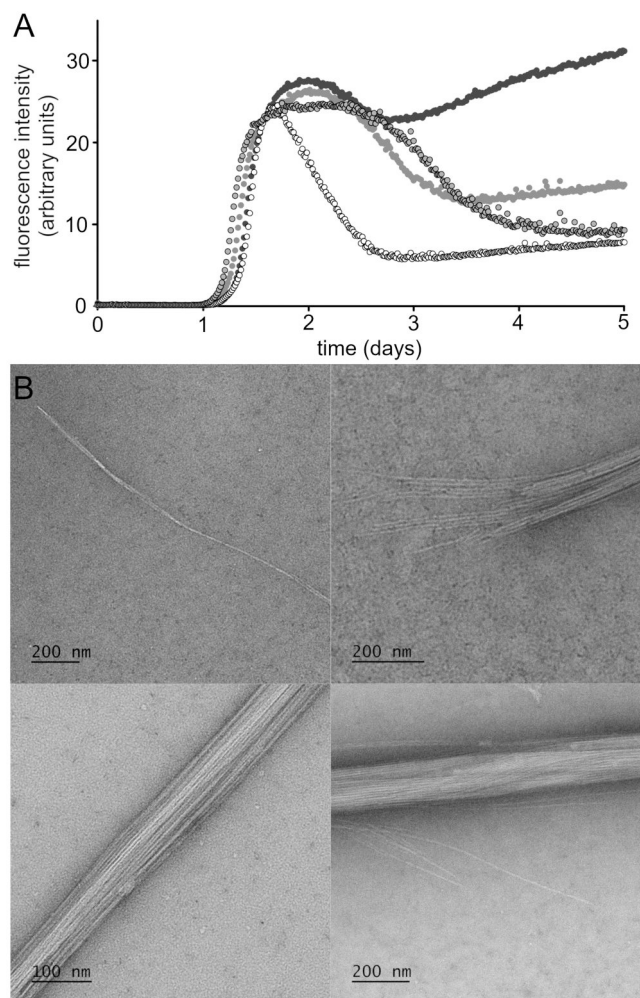 A
fluorescence intensity
(arbitrary units)
30
20
10
0
0 1 2 3 4 5
time (days)
B
200 nm
200 nm
100 nm
200 nm